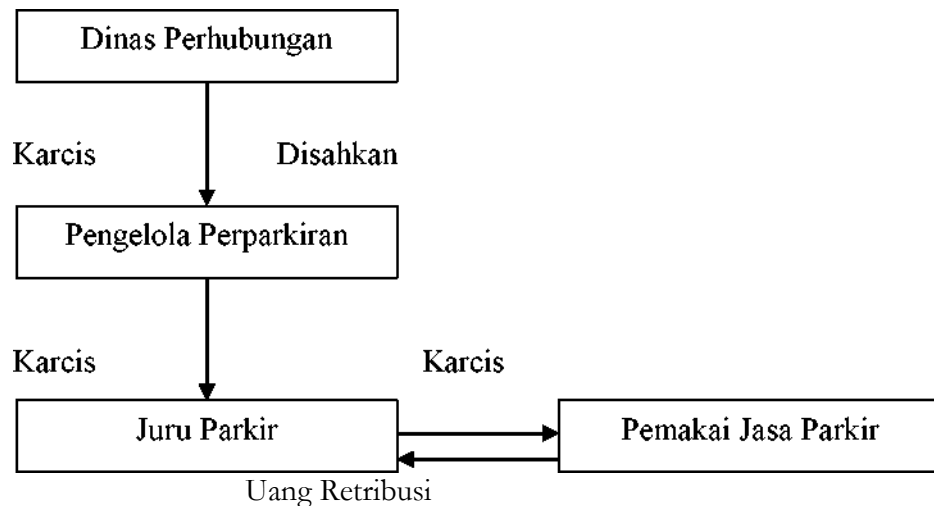 Dinas Perhubungan
Karcis Disahkan
Pengelola Perparkiran
Karcis Karcis
Juru Parkir Pemakai Jasa Parkir
Uang Retribusi